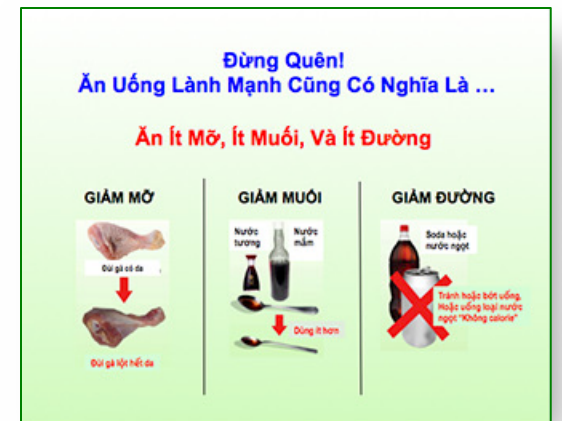 Đừng Quên!
Ăn Uống Lành Mạnh Cũng Có Nghĩa Là ...
Ăn Ít Mỡ, Ít Muối, Và Ít Đường
GIẢM MỠ
Đùi gà có da
Đùi gà lột hết da
GIẢM MUỐI
Nước
tương
Nước
mắm
Dùng ít hơn
GIẢM ĐƯỜNG
Soda hoặc
nước ngọt
Tránh hoặc bớt uống.
Hoặc uống loại nước
ngọt "Không calorie"